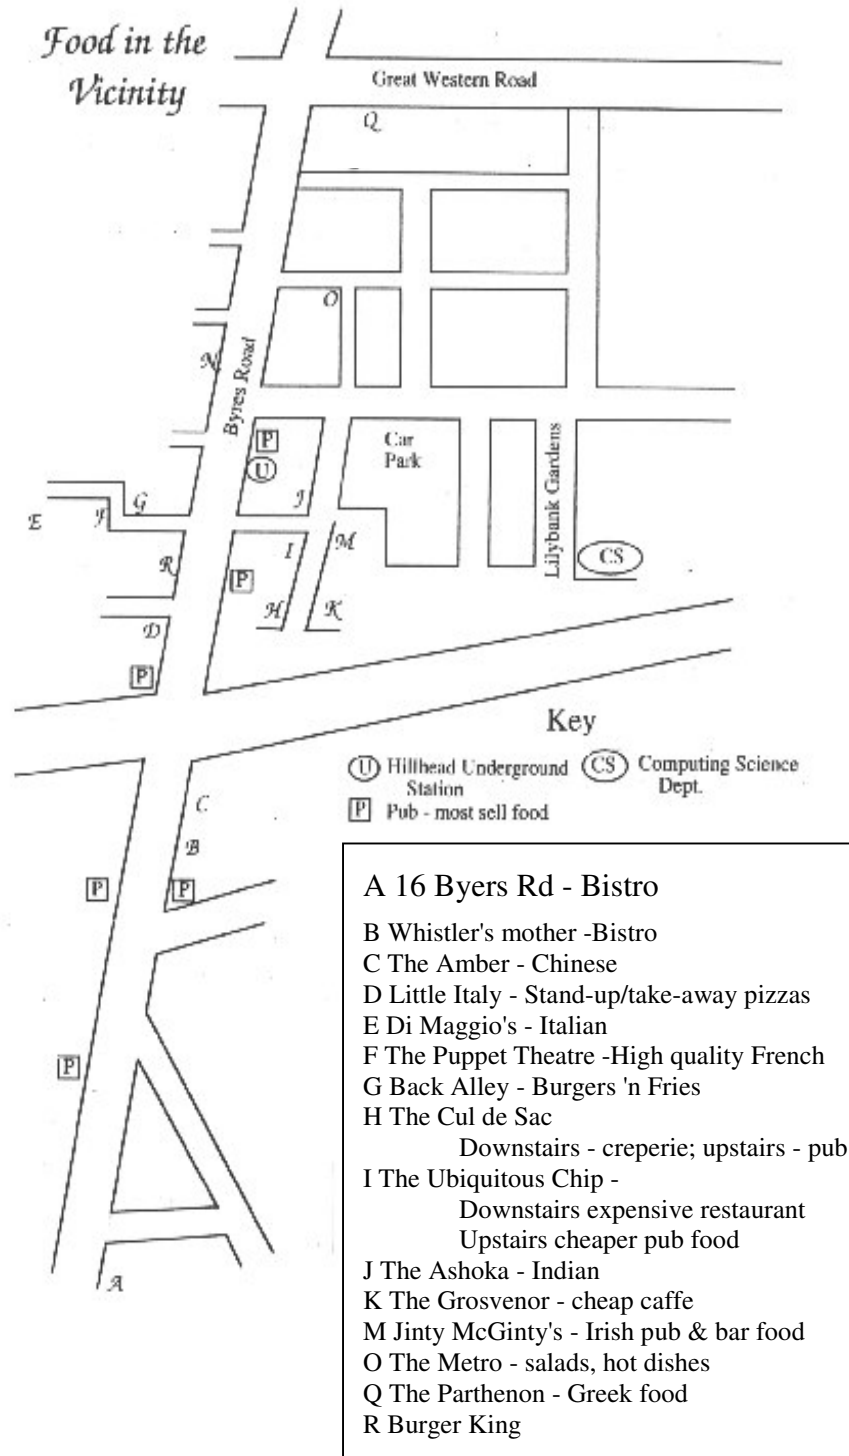 Food in the
Vicinity
Great Western Road
Q
O
N
Byres Road
P
U
Car
Park
Lilybank Gardens
G
J
E
F
M
I
R
CS
P
H
K
D
P
Key
U Hillhead Underground
Station
CS Computing Science
Dept.
P Pub - most sell food
C
B
P
P
P
A
A 16 Byers Rd - Bistro
B Whistler's mother -Bistro
C The Amber - Chinese
D Little Italy - Stand-up/take-away pizzas
E Di Maggio's - Italian
F The Puppet Theatre -High quality French
G Back Alley - Burgers 'n Fries
H The Cul de Sac
Downstairs - creperie; upstairs - pub
I The Ubiquitous Chip -
Downstairs expensive restaurant
Upstairs cheaper pub food
J The Ashoka - Indian
K The Grosvenor - cheap caffe
M Jinty McGinty's - Irish pub & bar food
O The Metro - salads, hot dishes
Q The Parthenon - Greek food
R Burger King